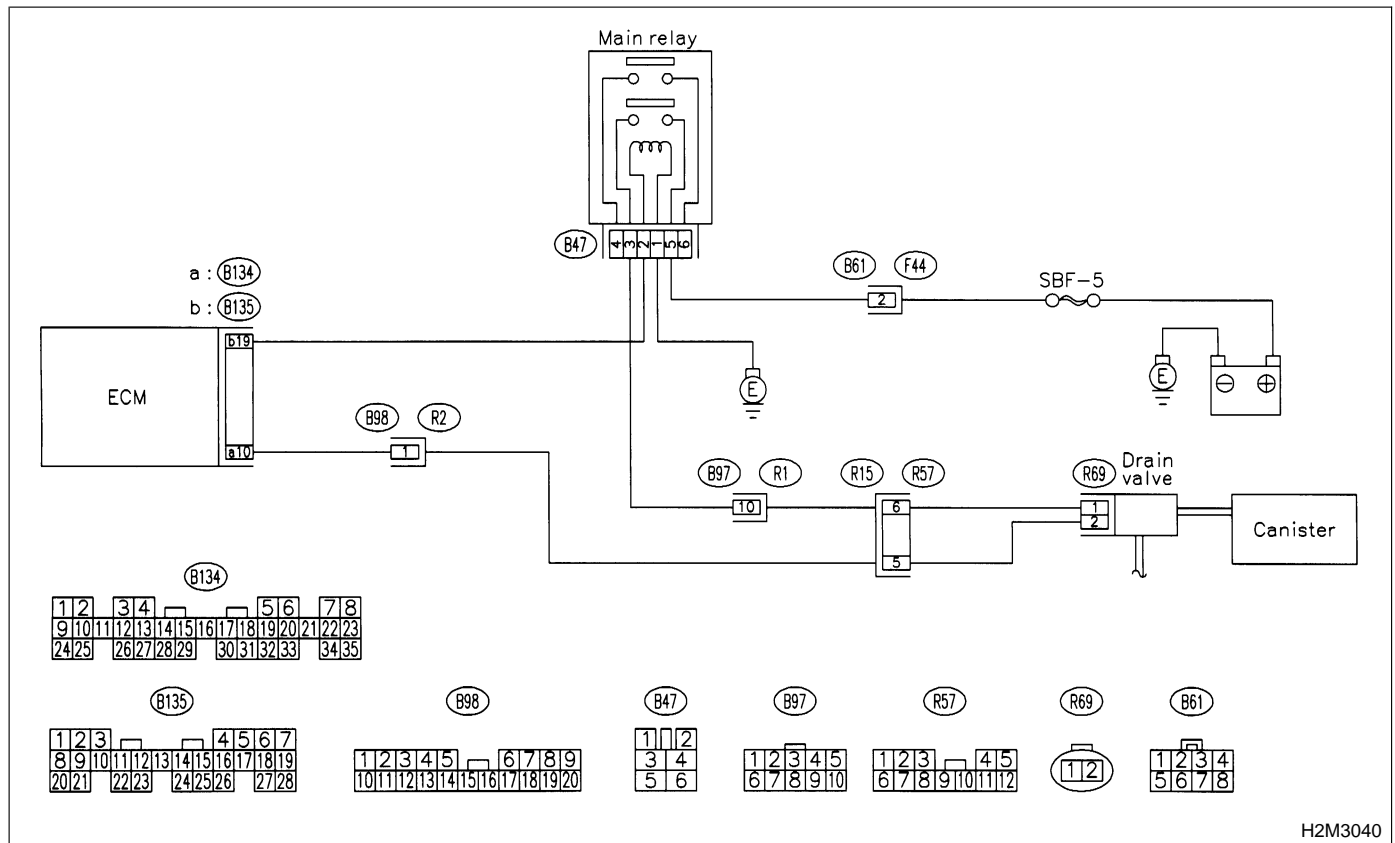 Main relay
B47
4 3 2 1 5 6
B61 F44
2
SBF-5
a : B134
b : B135
b19
ECM
a10
E
E
⊖ ⊕
B98 R2
1
B97 R1
10
R15 R57
6
5
R69
Drain
valve
1
2
Canister
B134
1 2 3 4 5 6 7 8
9 10 11 12 13 14 15 16 17 18 19 20 21 22 23
24 25 26 27 28 29 30 31 32 33 34 35
B135
1 2 3 4 5 6 7
8 9 10 11 12 13 14 15 16 17 18 19
20 21 22 23 24 25 26 27 28
B98
1 2 3 4 5 6 7 8 9
10 11 12 13 14 15 16 17 18 19 20
B47
1 2
3 4
5 6
B97
1 2 3 4 5
6 7 8 9 10
R57
1 2 3 4 5
6 7 8 9 10 11 12
R69
1 2
B61
1 2 3 4
5 6 7 8
H2M3040